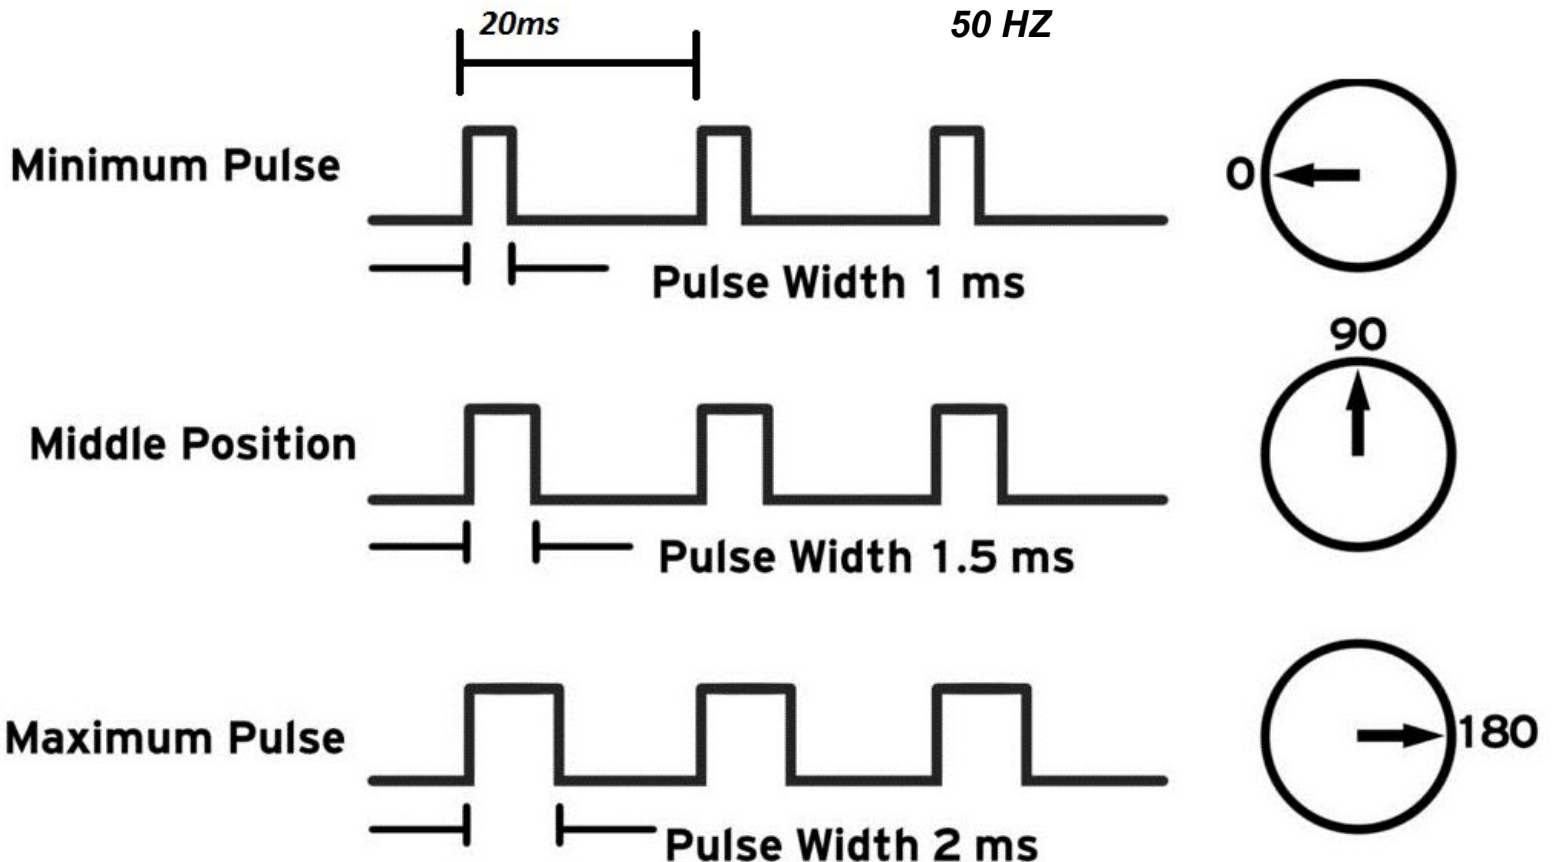 20ms
50 HZ
Minimum Pulse
0
Pulse Width 1 ms
90
Middle Position
Pulse Width 1.5 ms
Maximum Pulse
180
Pulse Width 2 ms